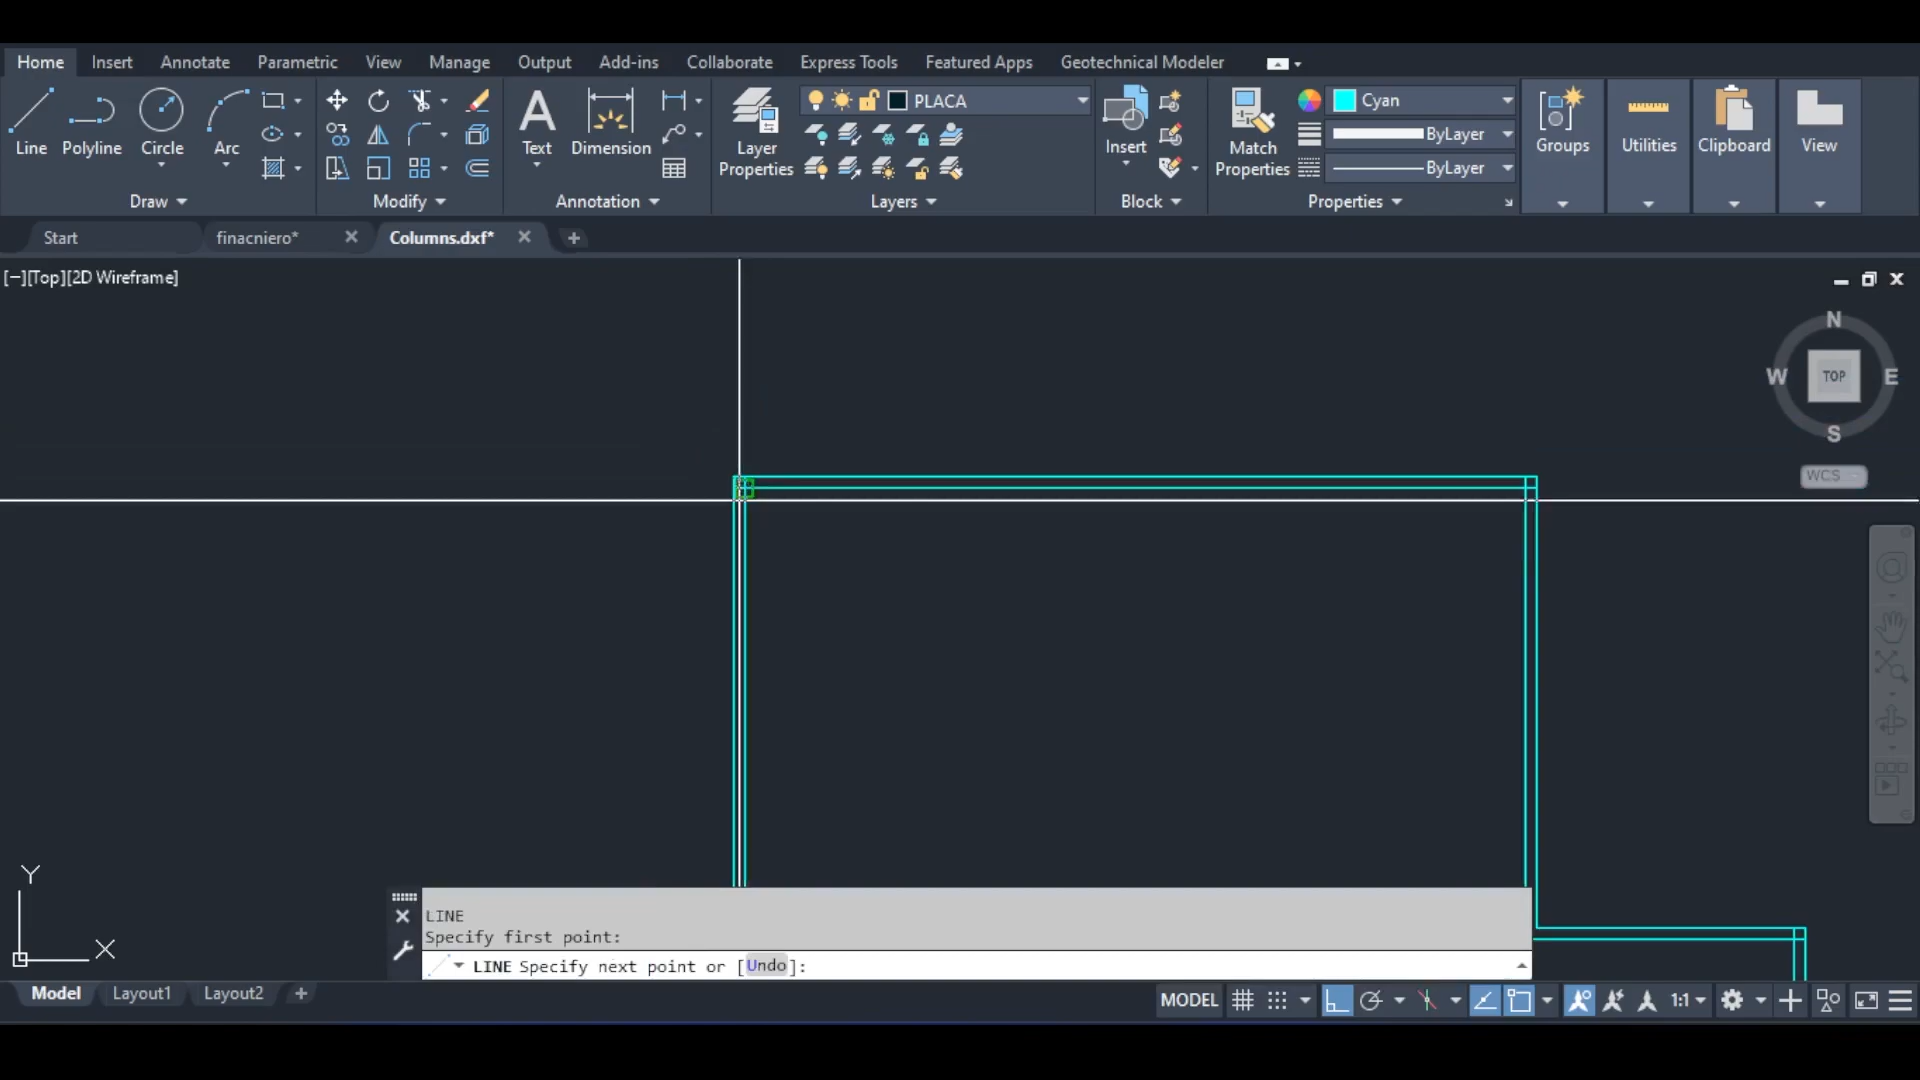 Home Insert Annotate Parametric View Manage Output Add-ins Collaborate Express Tools Featured Apps Geotechnical Modeler
PLACA
Cyan
Line Polyline Circle Arc
Text Dimension
Layer
Properties
Insert
Match
Properties
ByLayer
ByLayer
Groups Utilities Clipboard View
Draw Modify Annotation Layers Block Properties
Start finacniero* Columns.dxf*
[−][Top][2D Wireframe]
N
W TOP E
S
WCS
Y
X
LINE
Specify first point:
LINE Specify next point or [Undo]:
Model Layout1 Layout2
MODEL 1:1